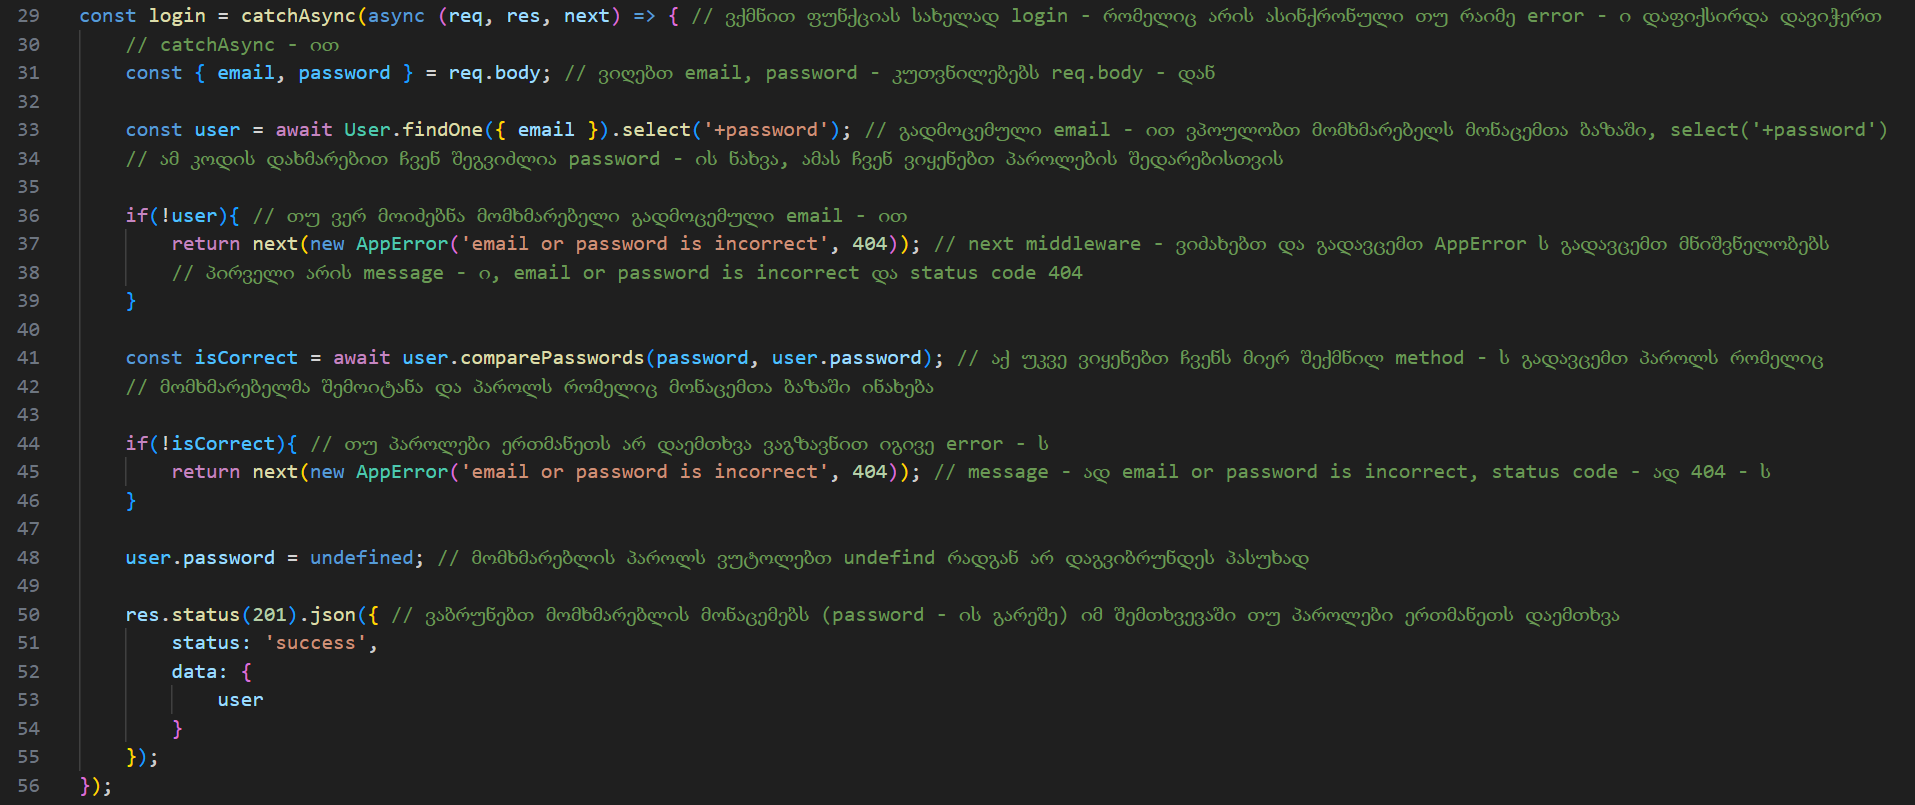 29 const login = catchAsync(async (req, res, next) => { // ვქმნით ფუნქციას სახელად login - რომელიც არის ასინქრონული თუ რაიმე error - ი დაფიქსირდა დავიჭერთ
30 // catchAsync - ით
31 const { email, password } = req.body; // ვიღებთ email, password - კუთვნილებებს req.body - დან
32
33 const user = await User.findOne({ email }).select('+password'); // გადმოცემული email - ით ვპოულობთ მომხმარებელს მონაცემთა ბაზაში, select('+password')
34 // ამ კოდის დახმარებით ჩვენ შეგვიძლია password - ის ნახვა, ამას ჩვენ ვიყენებთ პაროლების შედარებისთვის
35
36 if(!user){ // თუ ვერ მოიძებნა მომხმარებელი გადმოცემული email - ით
37 return next(new AppError('email or password is incorrect', 404)); // next middleware - ვიძახებთ და გადავცემთ AppError ს გადავცემთ მნიშვნელობებს
38 // პირველი არის message - ი, email or password is incorrect და status code 404
39 }
40
41 const isCorrect = await user.comparePasswords(password, user.password); // აქ უკვე ვიყენებთ ჩვენს მიერ შექმნილ method - ს გადავცემთ პაროლს რომელიც
42 // მომხმარებელმა შემოიტანა და პაროლს რომელიც მონაცემთა ბაზაში ინახება
43
44 if(!isCorrect){ // თუ პაროლები ერთმანეთს არ დაემთხვა ვაგზავნით იგივე error - ს
45 return next(new AppError('email or password is incorrect', 404)); // message - ად email or password is incorrect, status code - ად 404 - ს
46 }
47
48 user.password = undefined; // მომხმარებლის პაროლს ვუტოლებთ undefind რადგან არ დაგვიბრუნდეს პასუხად
49
50 res.status(201).json({ // ვაბრუნებთ მომხმარებლის მონაცემებს (password - ის გარეშე) იმ შემთხვევაში თუ პაროლები ერთმანეთს დაემთხვა
51 status: 'success',
52 data: {
53 user
54 }
55 });
56 });